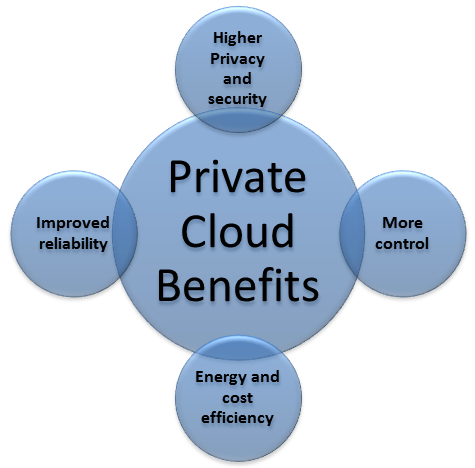 Higher
Privacy
and
security
Private
Cloud
Benefits
Improved
reliability
More
control
Energy and
cost
efficiency